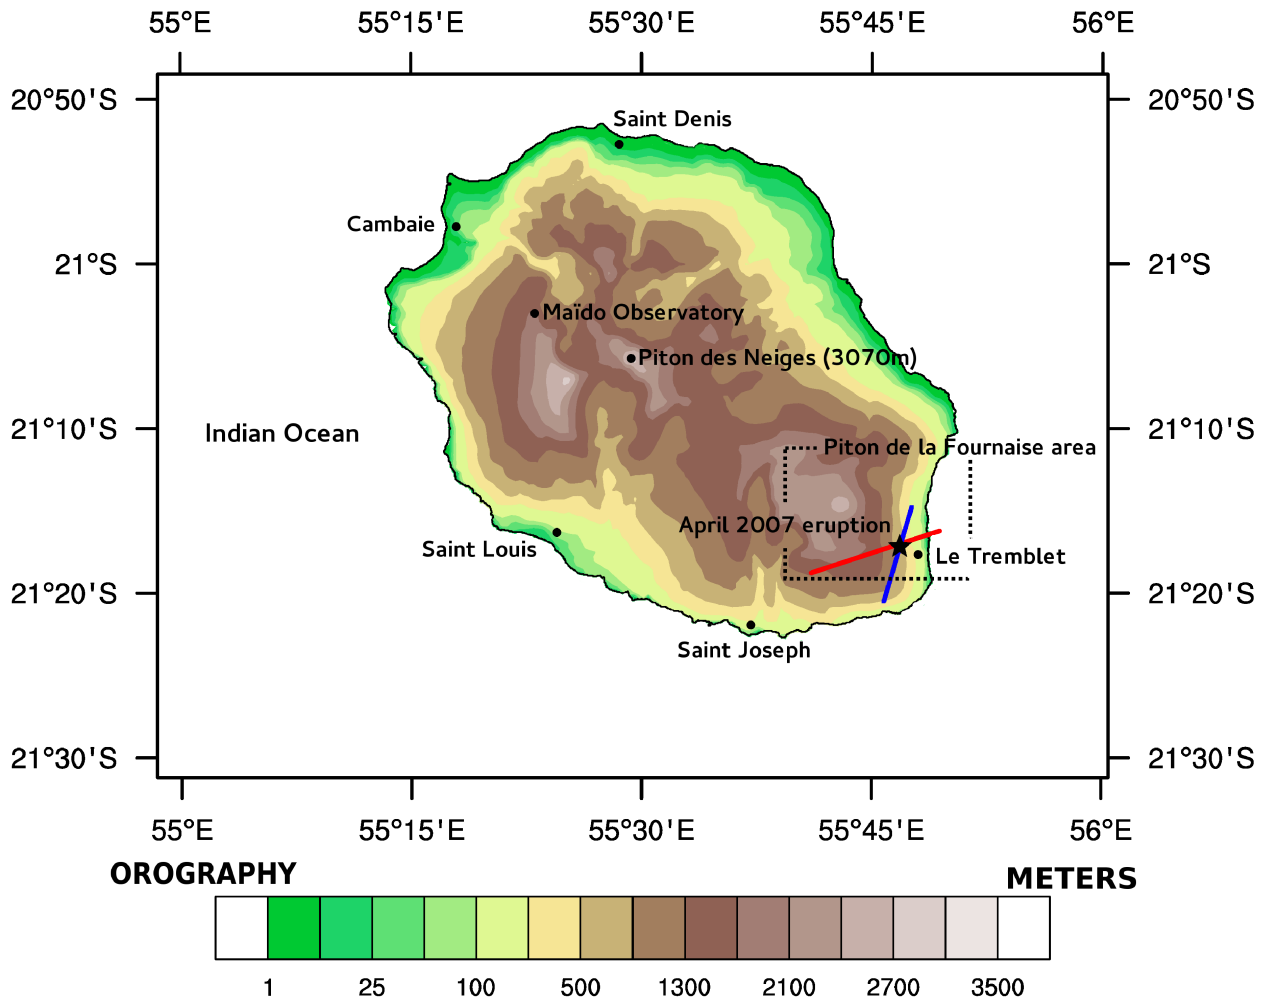 55°E 55°15'E 55°30'E 55°45'E 56°E
20°50'S 20°50'S
Saint Denis
Cambaie
21°S 21°S
Maïdo Observatory
Piton des Neiges (3070m)
21°10'S 21°10'S
Indian Ocean
Piton de la Fournaise area
April 2007 eruption
Saint Louis
Le Tremblet
21°20'S 21°20'S
Saint Joseph
21°30'S 21°30'S
55°E 55°15'E 55°30'E 55°45'E 56°E
OROGRAPHY METERS
1 25 100 500 1300 2100 2700 3500